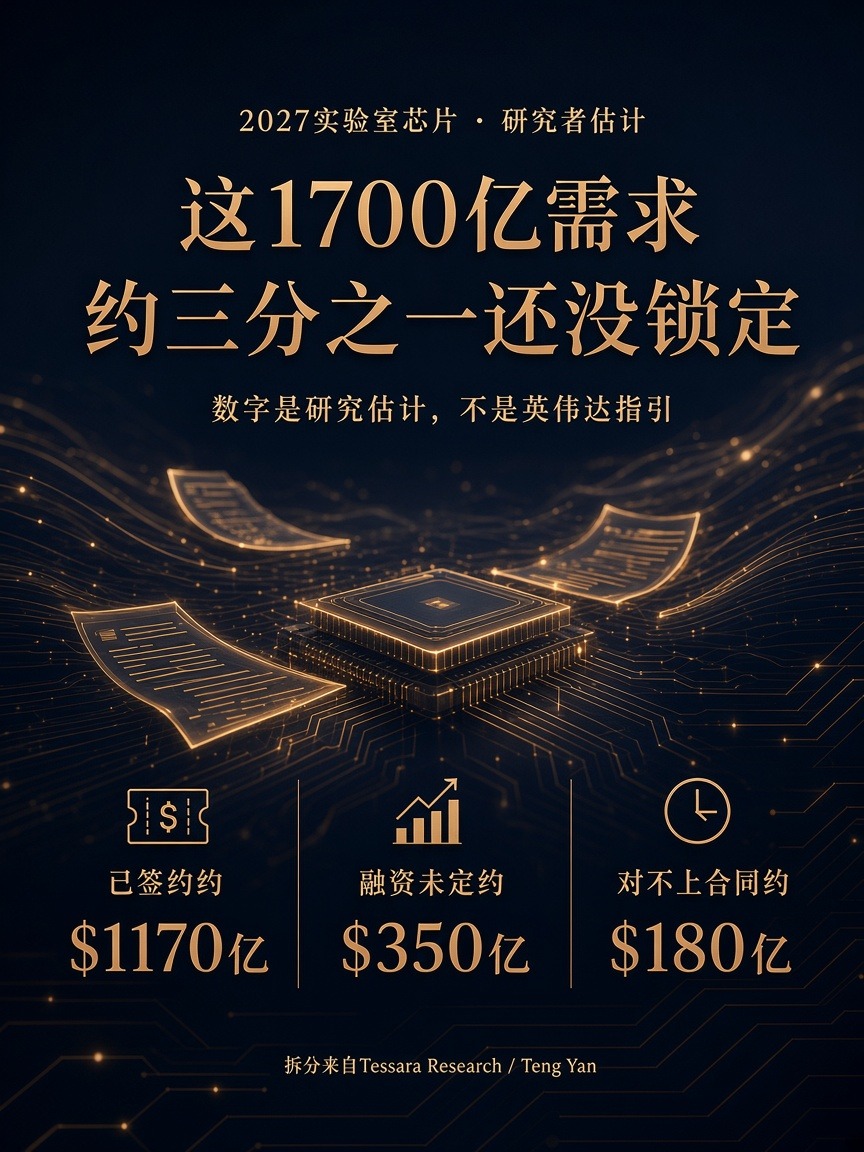 2027实验室芯片 · 研究者估计
这1700亿需求
约三分之一还没锁定
数字是研究估计，不是英伟达指引
$
已签约约
$1170亿
融资未定约
$350亿
对不上合同约
$180亿
拆分来自Tessara Research / Teng Yan